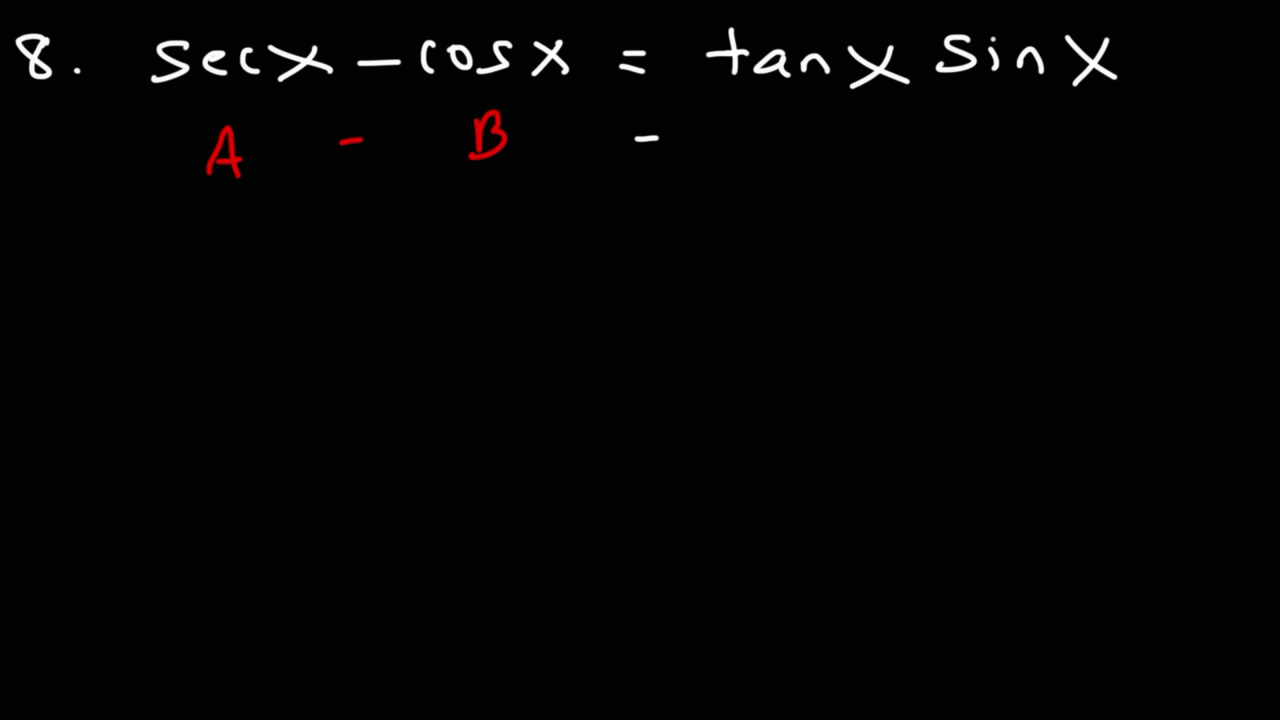 8. secx - cosx = tanx sinx
A - B -